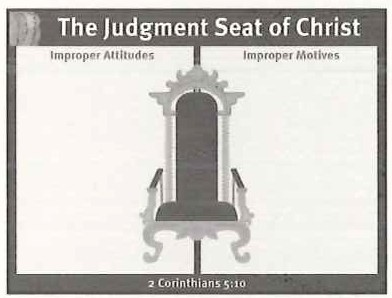 The Judgment Seat of Christ
Improper Attitudes
Improper Motives
2 Corinthians 5:10